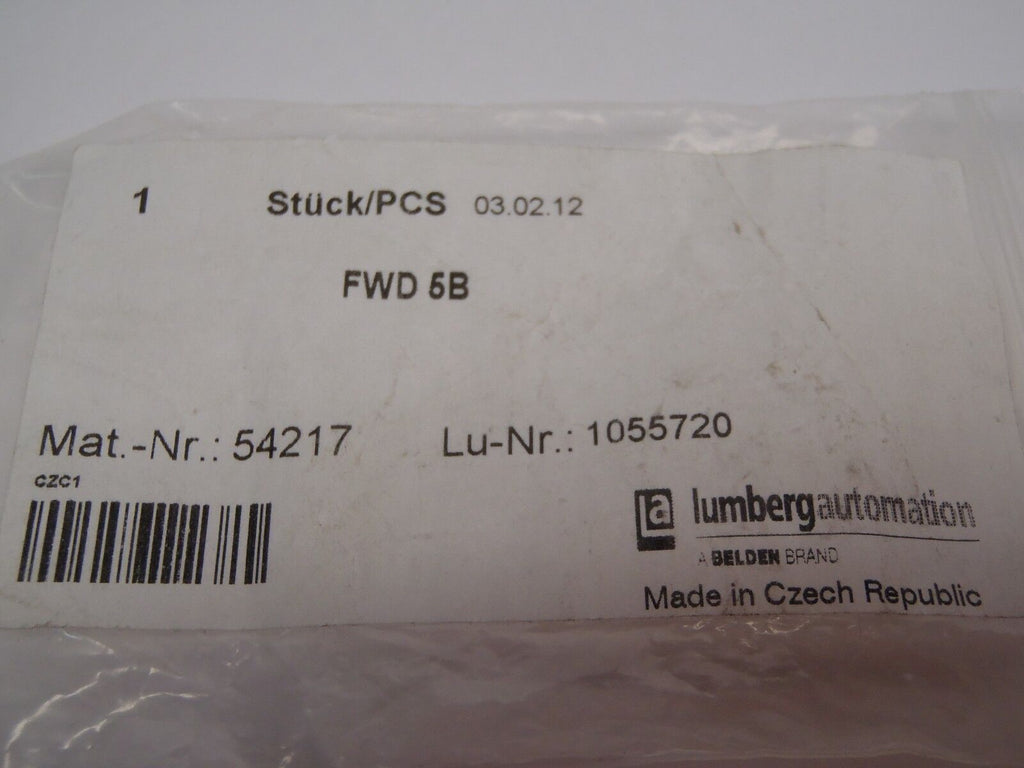 1 Stück/PCS 03.02.12
FWD 5B
Mat.-Nr.: 54217 Lu-Nr.: 1055720
CZC1
la lumbergautomation
A BELDEN BRAND
Made in Czech Republic